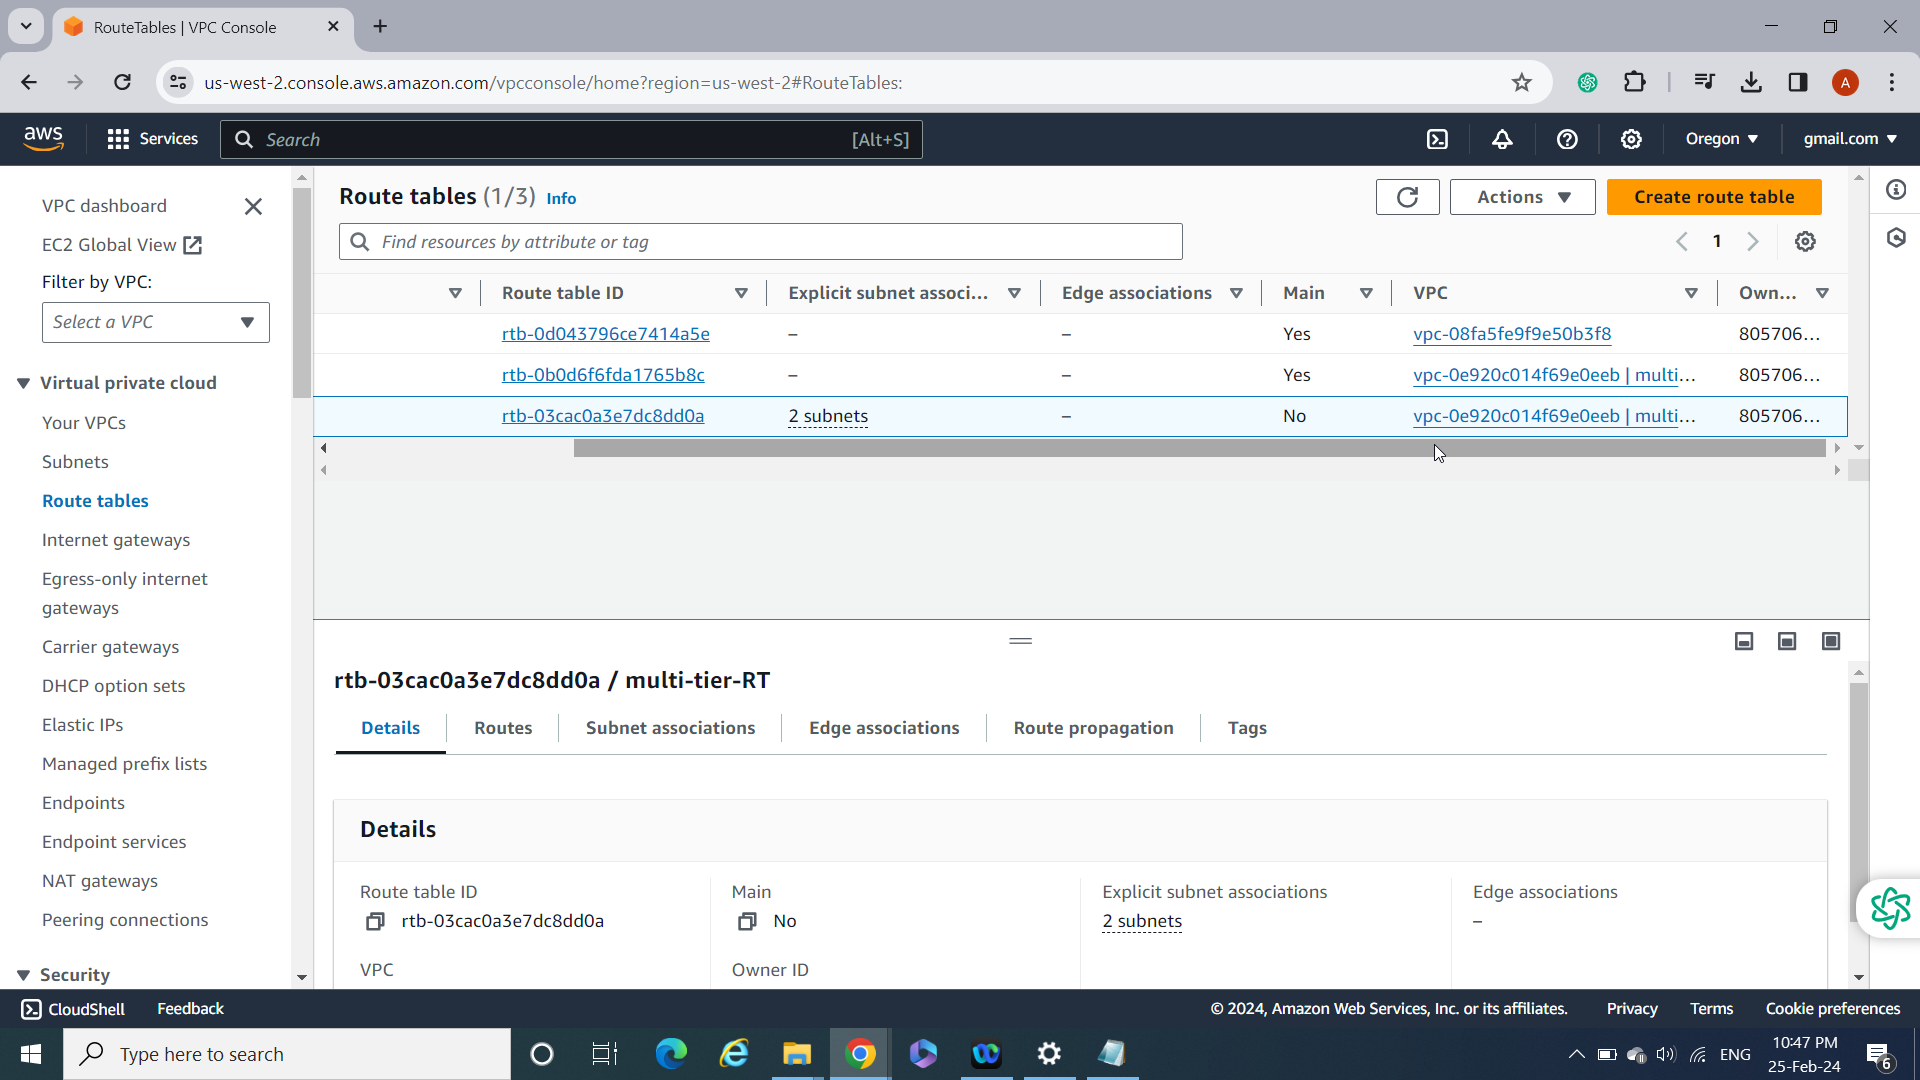 RouteTables | VPC Console
us-west-2.console.aws.amazon.com/vpcconsole/home?region=us-west-2#RouteTables:
A
aws
Services
Search
[Alt+S]
Oregon
gmail.com
VPC dashboard
EC2 Global View
Filter by VPC:
Select a VPC
Virtual private cloud
Your VPCs
Subnets
Route tables
Internet gateways
Egress-only internet
gateways
Carrier gateways
DHCP option sets
Elastic IPs
Managed prefix lists
Endpoints
Endpoint services
NAT gateways
Peering connections
Security
Route tables (1/3) Info
Actions
Create route table
Find resources by attribute or tag
1
Route table ID Explicit subnet associ... Edge associations Main VPC Own...
rtb-0d043796ce7414a5e – – Yes vpc-08fa5fe9f9e50b3f8 805706...
rtb-0b0d6f6fda1765b8c – – Yes vpc-0e920c014f69e0eeb | multi... 805706...
rtb-03cac0a3e7dc8dd0a 2 subnets – No vpc-0e920c014f69e0eeb | multi... 805706...
rtb-03cac0a3e7dc8dd0a / multi-tier-RT
Details Routes Subnet associations Edge associations Route propagation Tags
Details
Route table ID
rtb-03cac0a3e7dc8dd0a
Main
No
Explicit subnet associations
2 subnets
Edge associations
–
VPC
Owner ID
CloudShell
Feedback
© 2024, Amazon Web Services, Inc. or its affiliates.
Privacy
Terms
Cookie preferences
Type here to search
ENG
10:47 PM
25-Feb-24
6